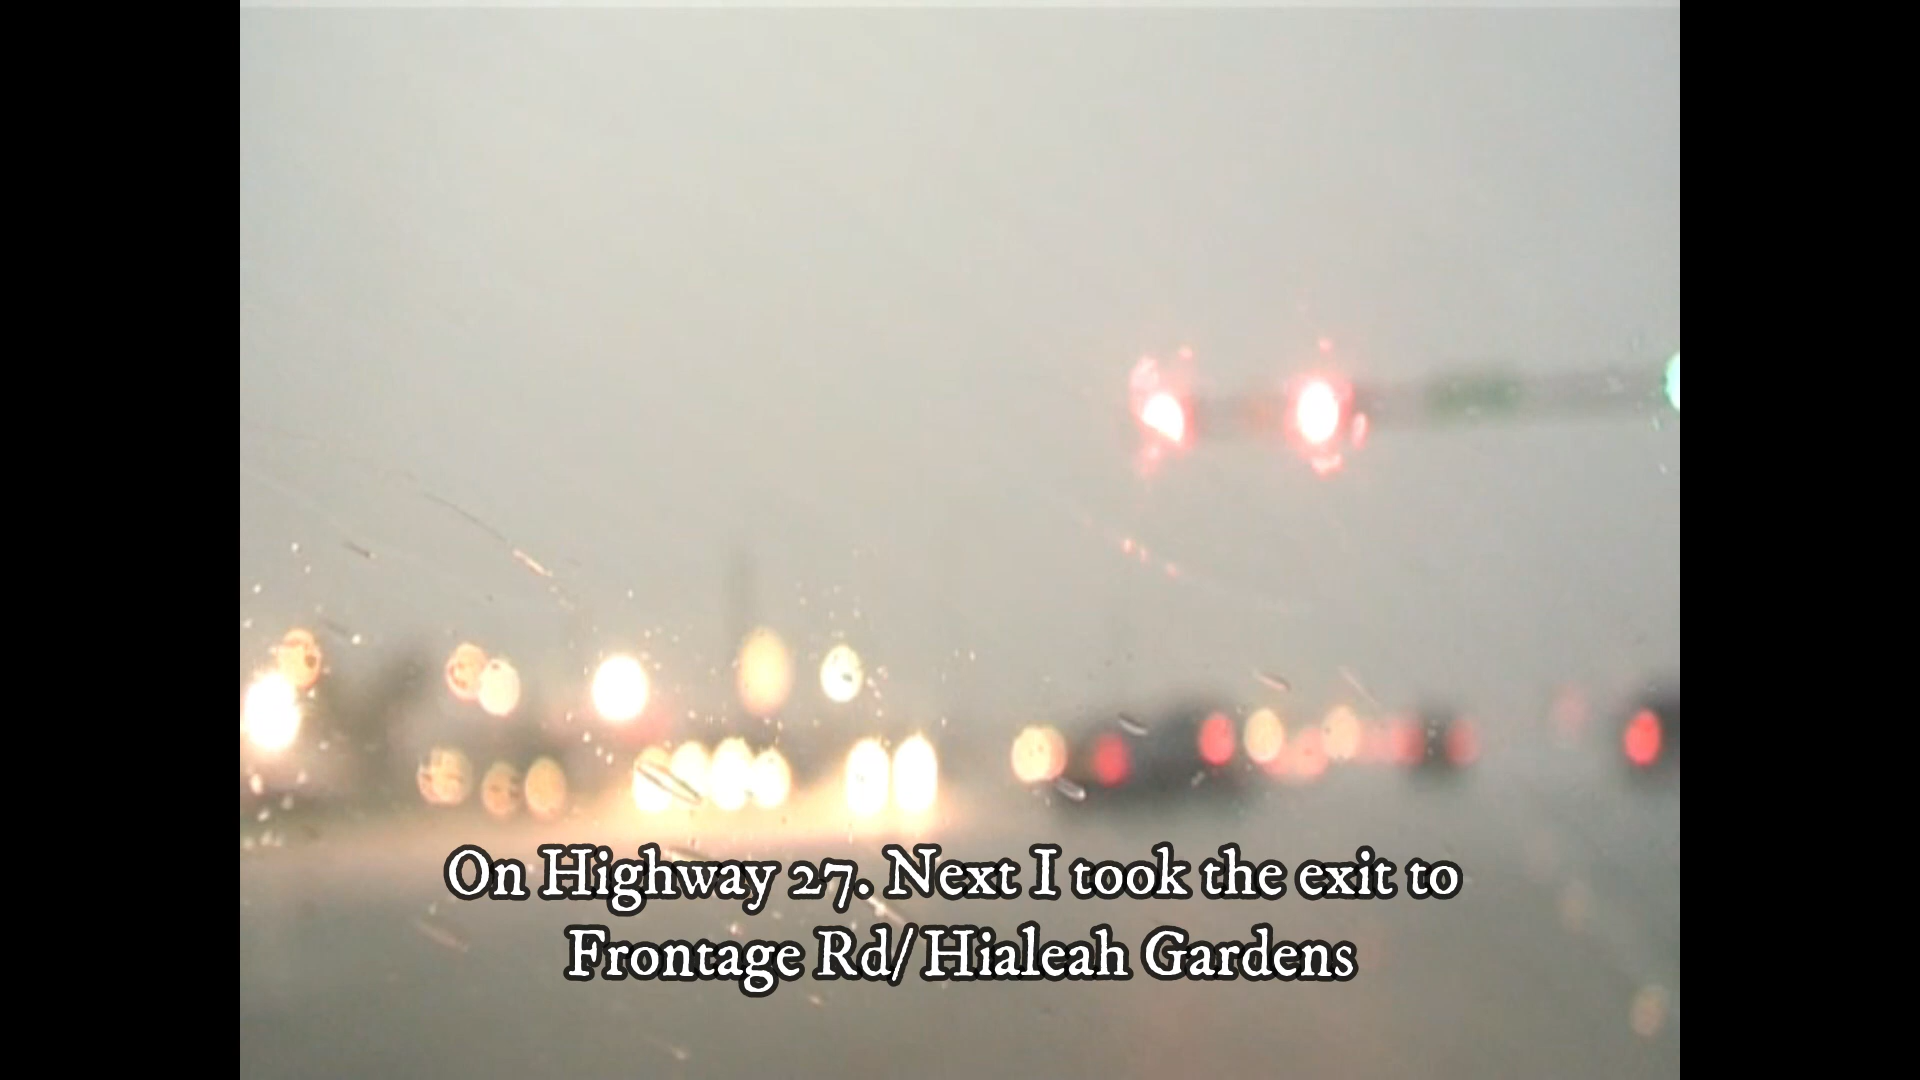 On Highway 27. Next I took the exit to
Frontage Rd/ Hialeah Gardens